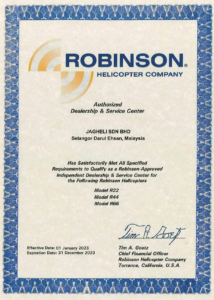 ROBINSON®
HELICOPTER COMPANY
Authorized
Dealership & Service Center
JAGHELI SDN BHD
Selangor Darul Ehsan, Malaysia
Has Satisfactorily Met All Specified
Requirements to Qualify as a Robinson-Approved
Independent Dealership & Service Center for
the Following Robinson Helicopters
Model R22
Model R44
Model R66
Effective Date: 01 January 2023
Expiration Date: 31 December 2023
Tim A. Goetz
Chief Financial Officer
Robinson Helicopter Company
Torrance, California, U.S.A.